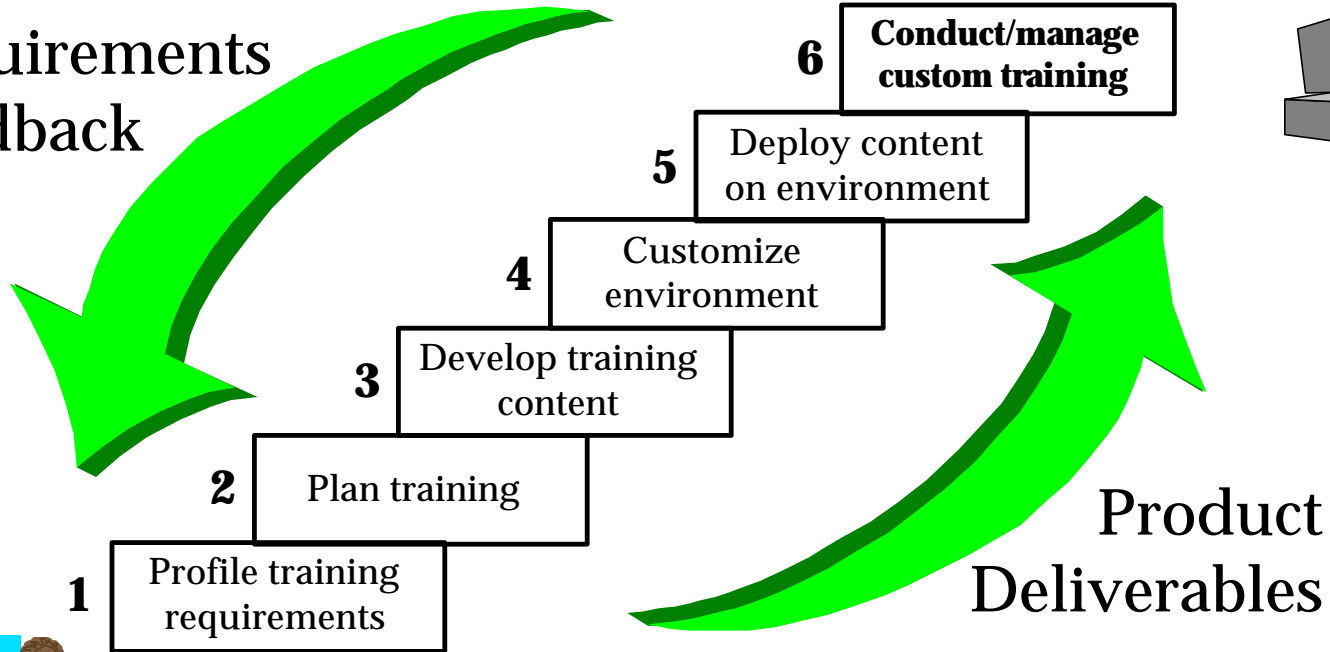 uirements
dback
6
Conduct/manage
custom training
5
Deploy content
on environment
4
Customize
environment
3
Develop training
content
2
Plan training
1
Profile training
requirements
Product
Deliverables